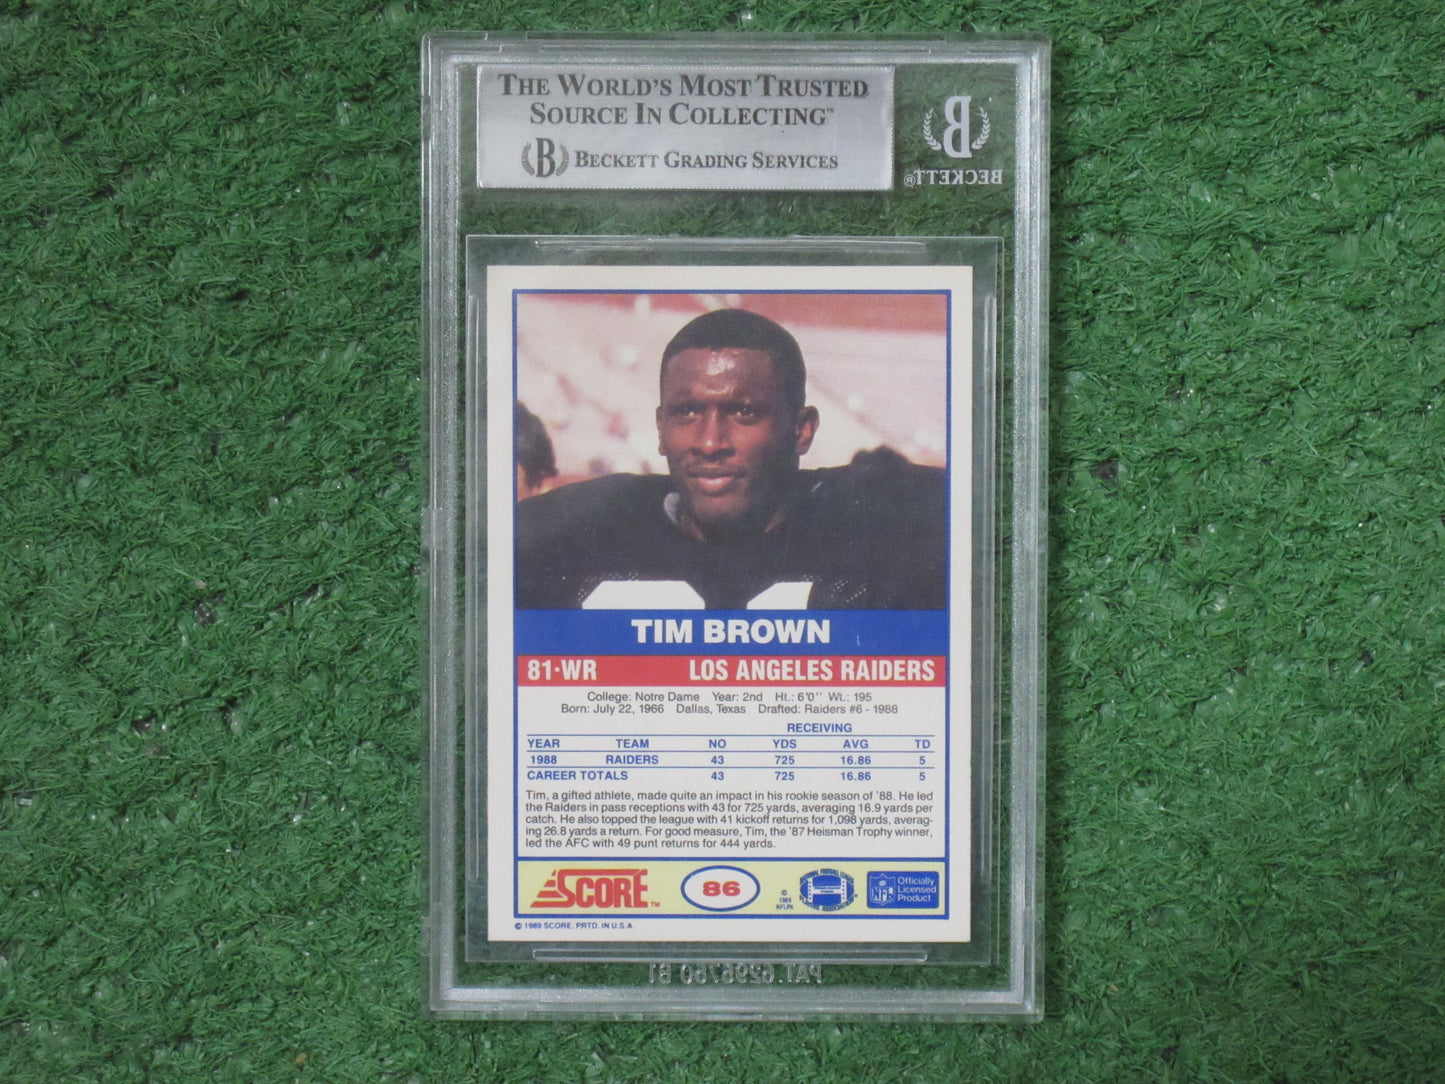 THE WORLD'S MOST TRUSTED
SOURCE IN COLLECTING™
B BECKETT GRADING SERVICES
B
BECKETT®
TIM BROWN
81·WR LOS ANGELES RAIDERS
College: Notre Dame Year: 2nd Ht.: 6'0'' Wt.: 195
Born: July 22, 1966 Dallas, Texas Drafted: Raiders #6 - 1988
RECEIVING
YEAR TEAM NO YDS AVG TD
1988 RAIDERS 43 725 16.86 5
CAREER TOTALS 43 725 16.86 5
Tim, a gifted athlete, made quite an impact in his rookie season of '88. He led
the Raiders in pass receptions with 43 for 725 yards, averaging 16.9 yards per
catch. He also topped the league with 41 kickoff returns for 1,098 yards, averag-
ing 26.8 yards a return. For good measure, Tim, the '87 Heisman Trophy winner,
led the AFC with 49 punt returns for 444 yards.
SCORE™
86
©
1989
NFLPA
NFL
Officially
Licensed
Product
© 1989 SCORE, PRTD. IN U.S.A.
PAT. 6295750 B1